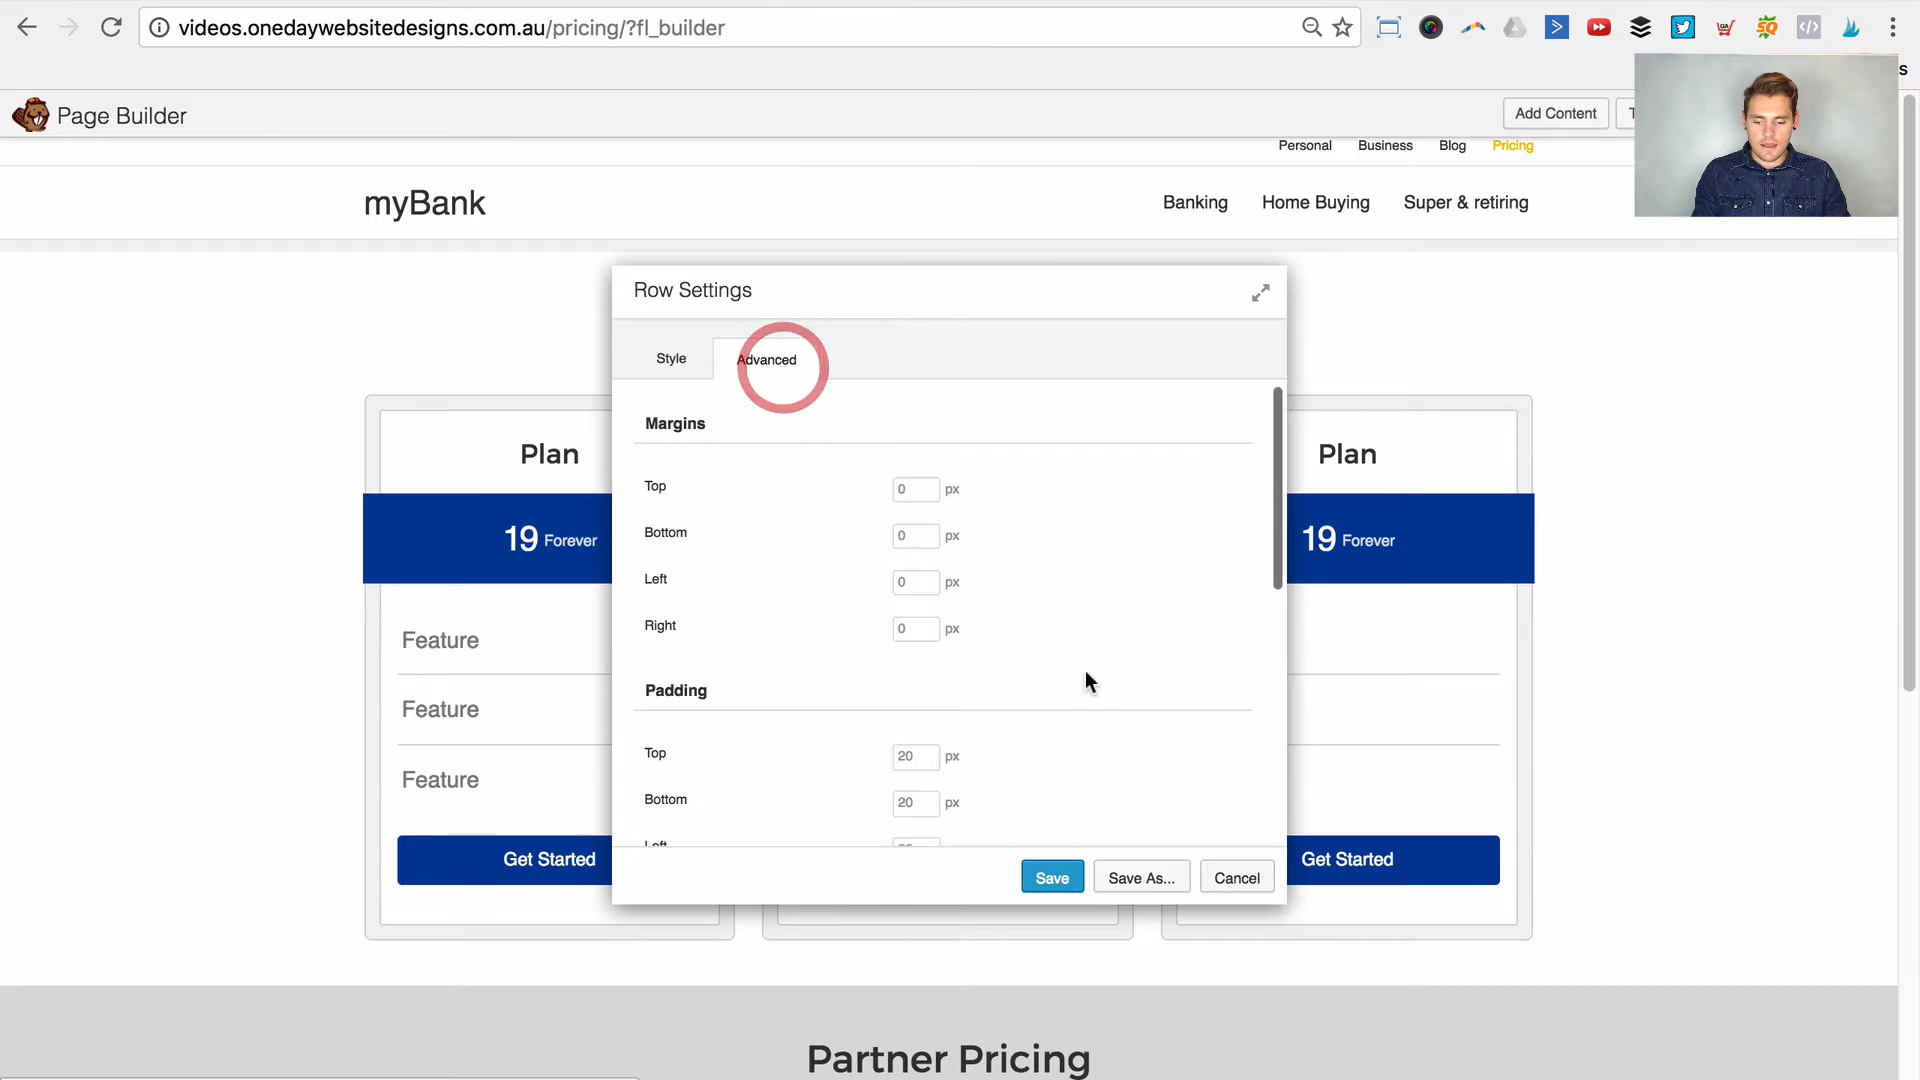 videos.onedaywebsitedesigns.com.au/pricing/?fl_builder
s
Page Builder
Add Content
T
Personal Business Blog Pricing
myBank
Banking Home Buying Super & retiring
Row Settings
Style Advanced
Margins
Top 0 px
Bottom 0 px
Left 0 px
Right 0 px
Padding
Top 20 px
Bottom 20 px
Left
Save Save As... Cancel
Plan
19 Forever
Feature
Feature
Feature
Get Started
Plan
19 Forever
Get Started
Partner Pricing